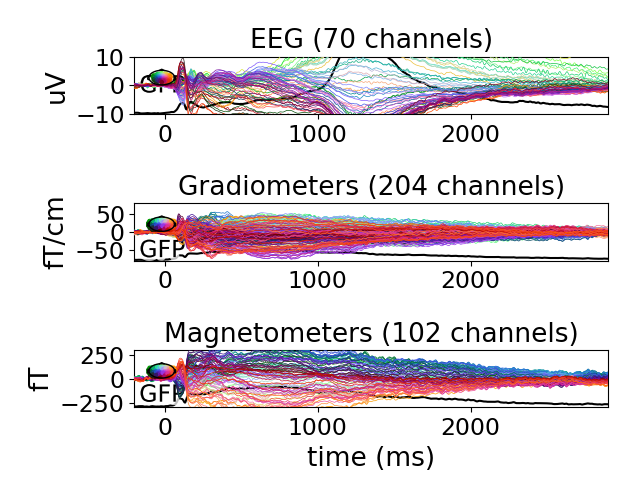 EEG (70 channels)
uV
10
0
−10
GFP
0 1000 2000
Gradiometers (204 channels)
fT/cm
50
0
−50
GFP
0 1000 2000
Magnetometers (102 channels)
fT
250
0
−250
GFP
0 1000 2000
time (ms)